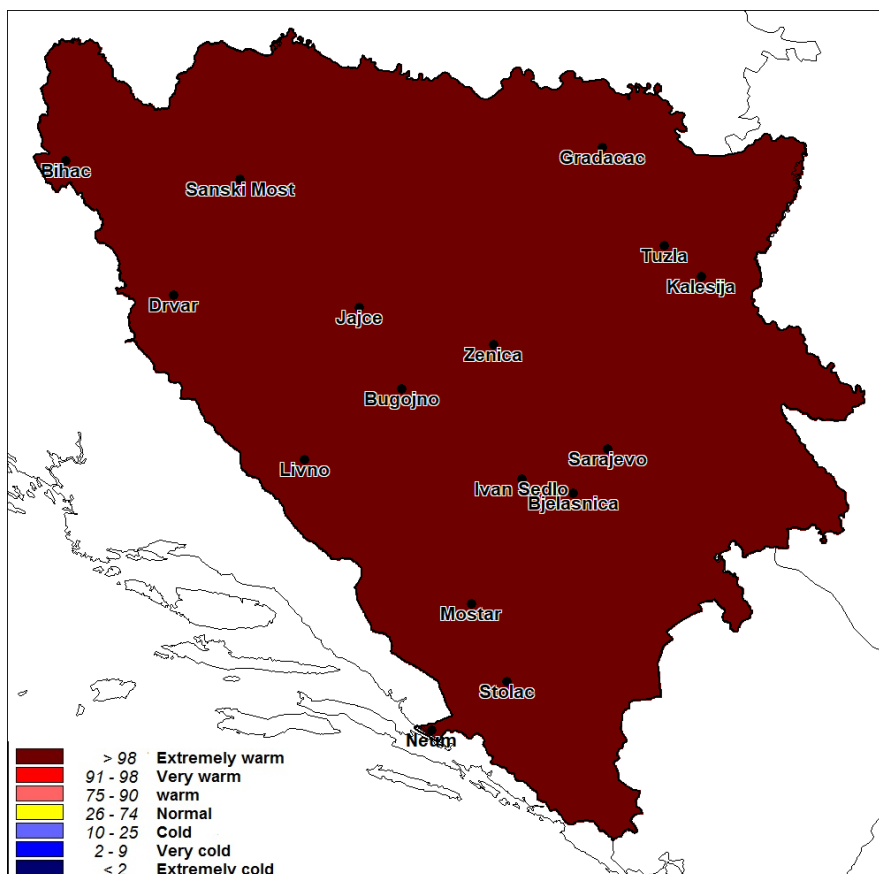 Bihac
Gradacac
Sanski Most
Tuzla
Kalesija
Drvar
Jajce
Zenica
Bugojno
Sarajevo
Livno
Ivan Sedlo
Bjelasnica
Mostar
Stolac
Neum
> 98 Extremely warm
91 - 98 Very warm
75 - 90 warm
26 - 74 Normal
10 - 25 Cold
2 - 9 Very cold
< 2 Extremely cold